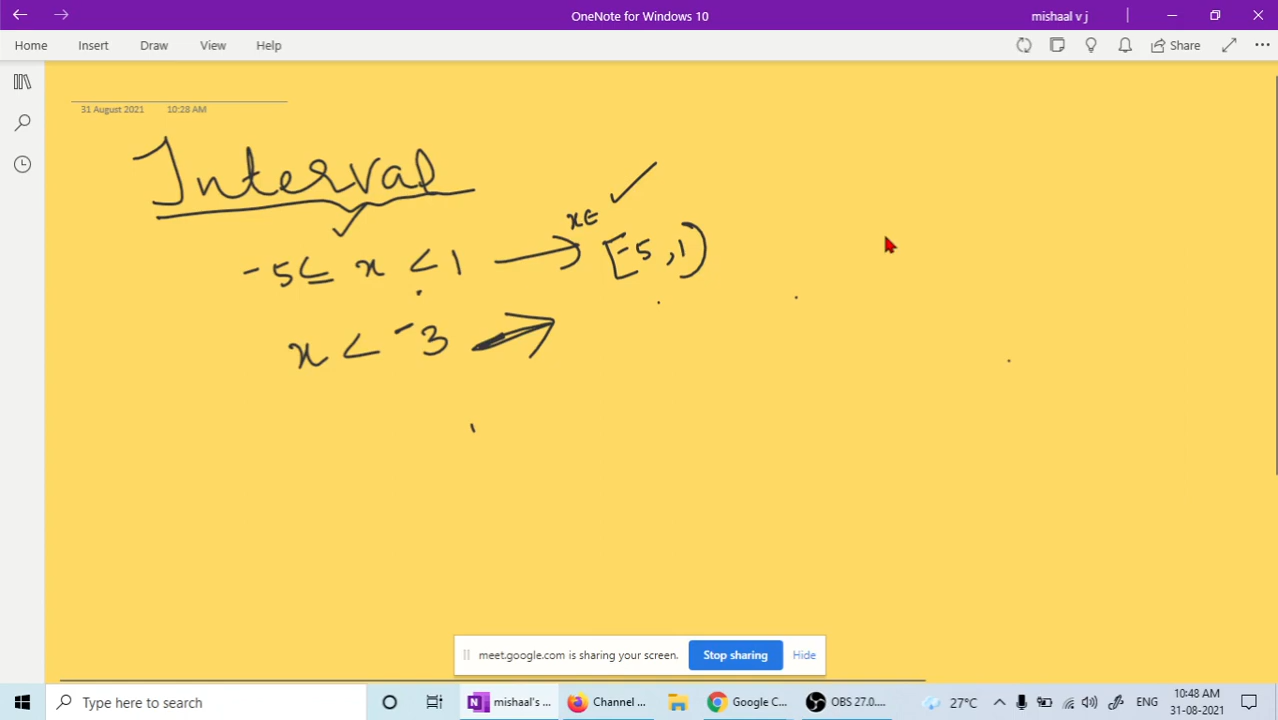 OneNote for Windows 10
mishaal v j
Home Insert Draw View Help
Share
31 August 2021 10:28 AM
Interval
-5 ≤ x < 1 → x∈ [-5, 1)
x < -3 →
meet.google.com is sharing your screen. Stop sharing Hide
Type here to search
mishaal's ...
Channel ...
Google C...
OBS 27.0....
27°C
ENG
10:48 AM
31-08-2021